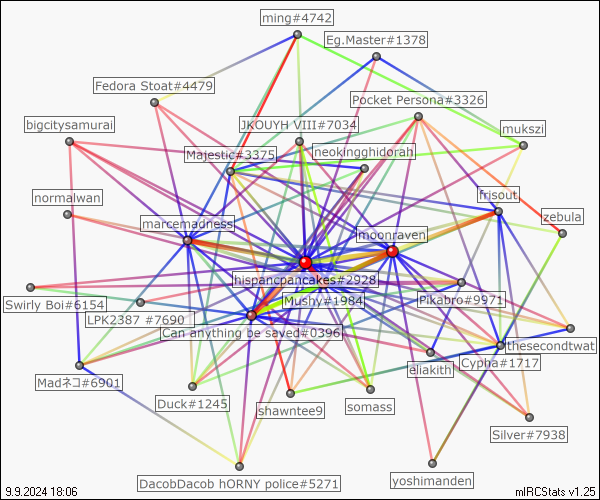 ming#4742
Eg.Master#1378
Fedora Stoat#4479
Pocket Persona#3326
bigcitysamurai
JKOUYH VIII#7034
mukszi
Majestic#3375
neokingghidorah
normalwan
frisout
marcemadness
zebula
moonraven
hispancpancakes#2928
Swirly Boi#6154
Mushy#1984
Pikabro#9971
LPK2387 #7690
Can anything be saved#0396
thesecondtwat
Cypha#1717
eliakith
Madネコ#6901
Duck#1245
shawntee9
somass
Silver#7938
DacobDacob hORNY police#5271
yoshimanden
9.9.2024 18:06
mIRCStats v1.25